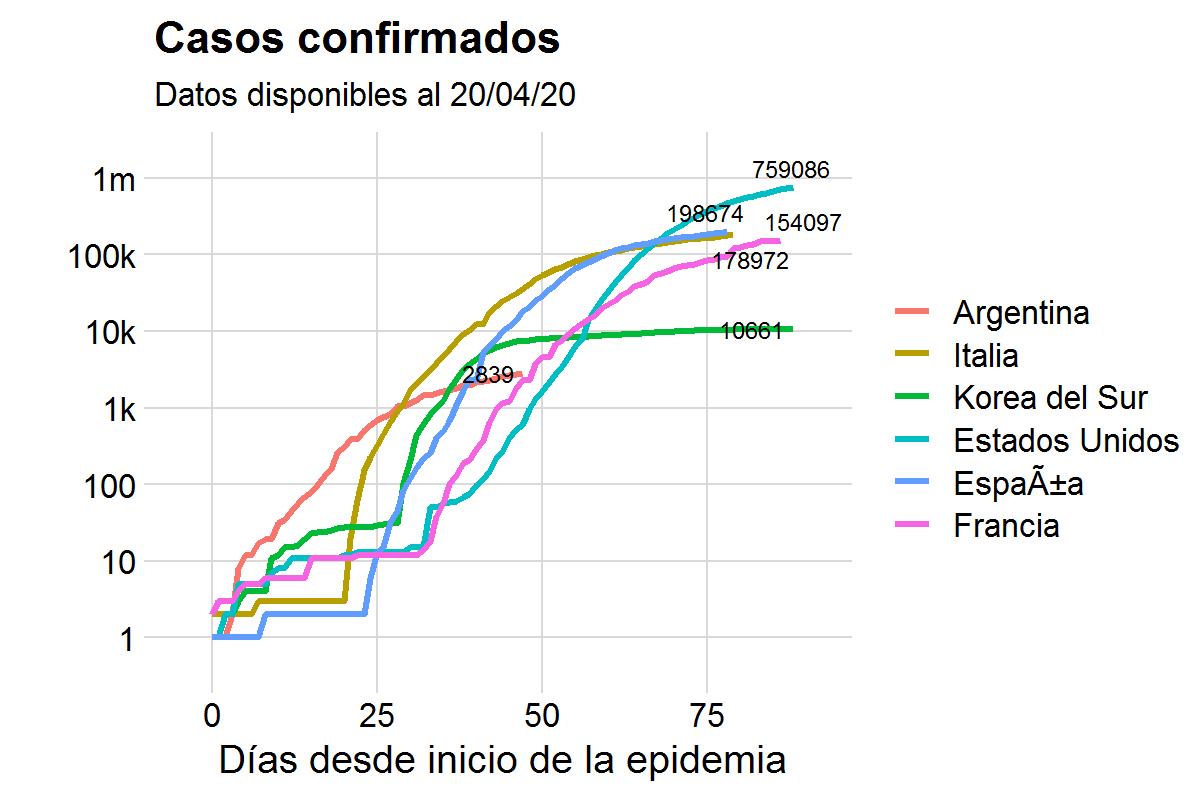 Casos confirmados
Datos disponibles al 20/04/20
1m
100k
10k
1k
100
10
1
759086
198674
154097
178972
10661
2839
0 25 50 75
Días desde inicio de la epidemia
Argentina
Italia
Korea del Sur
Estados Unidos
EspaÃ±a
Francia